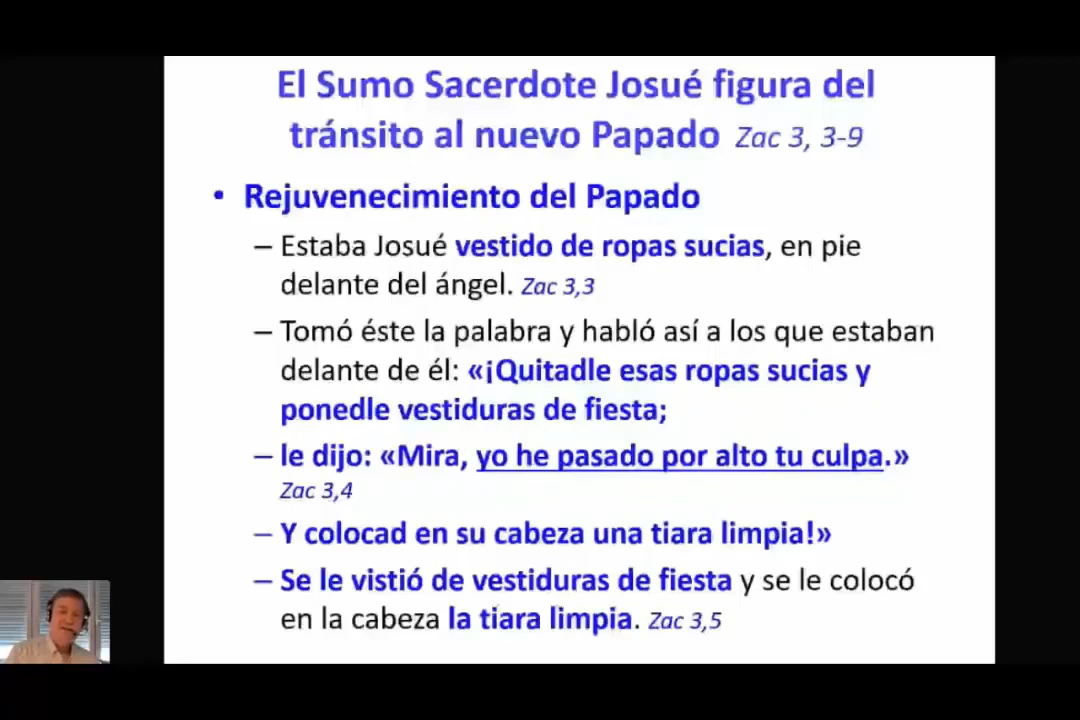 El Sumo Sacerdote Josué figura del
tránsito al nuevo Papado Zac 3, 3-9
• Rejuvenecimiento del Papado
– Estaba Josué vestido de ropas sucias, en pie
delante del ángel. Zac 3,3
– Tomó éste la palabra y habló así a los que estaban
delante de él: «¡Quitadle esas ropas sucias y
ponedle vestiduras de fiesta;
– le dijo: «Mira, yo he pasado por alto tu culpa.»
Zac 3,4
– Y colocad en su cabeza una tiara limpia!»
– Se le vistió de vestiduras de fiesta y se le colocó
en la cabeza la tiara limpia. Zac 3,5